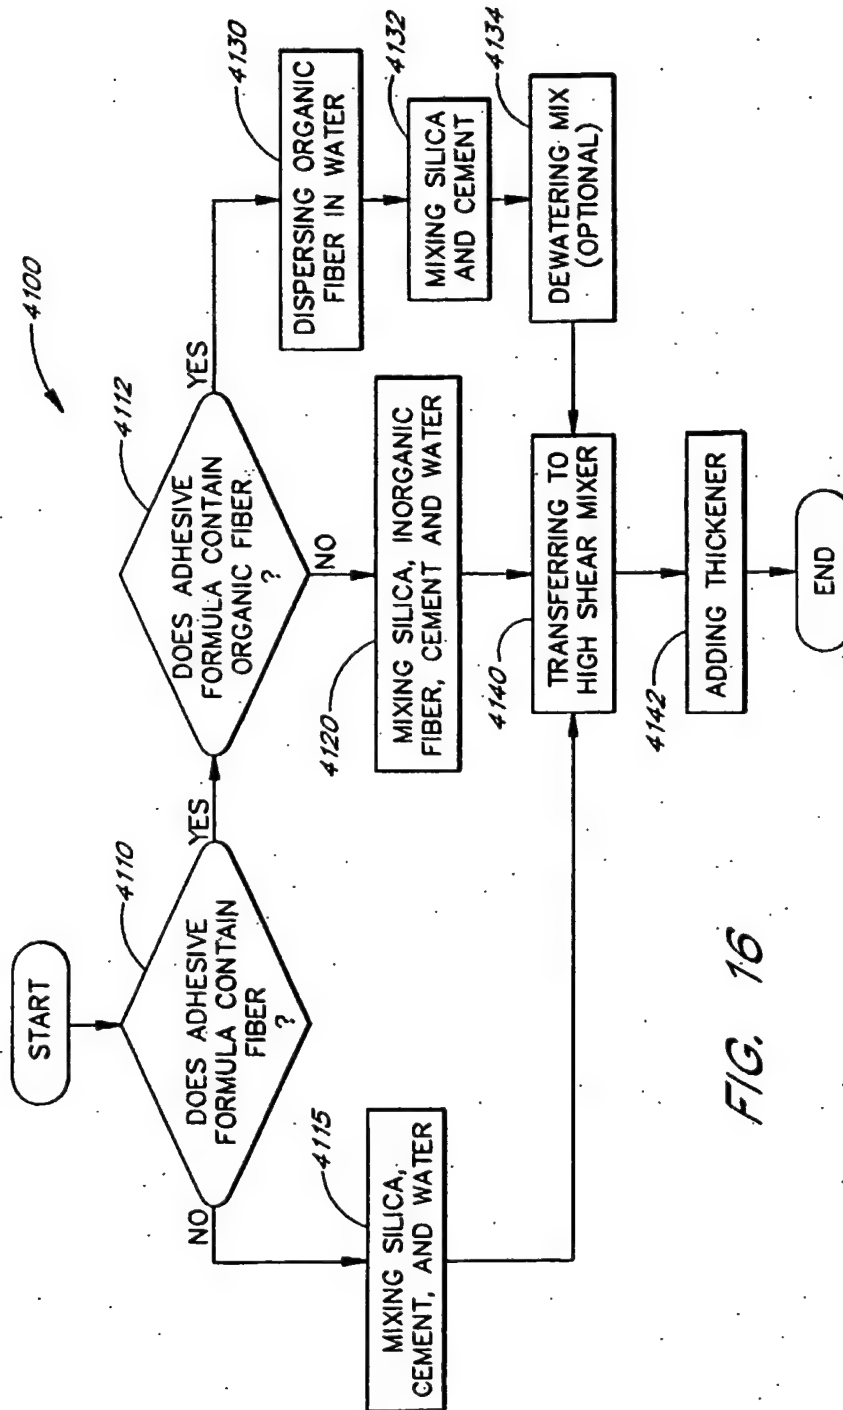 4100
START
4110
DOES ADHESIVE
FORMULA CONTAIN
FIBER
?
NO
YES
4112
DOES ADHESIVE
FORMULA CONTAIN
ORGANIC FIBER.
?
YES
NO
4115
MIXING SILICA,
CEMENT, AND WATER
4120
MIXING SILICA, INORGANIC
FIBER, CEMENT AND WATER
4130
DISPERSING ORGANIC
FIBER IN WATER
4132
MIXING SILICA
AND CEMENT
4134
DEWATERING MIX
(OPTIONAL)
4140
TRANSFERRING TO
HIGH SHEAR MIXER
4142
ADDING THICKENER
END
FIG. 16